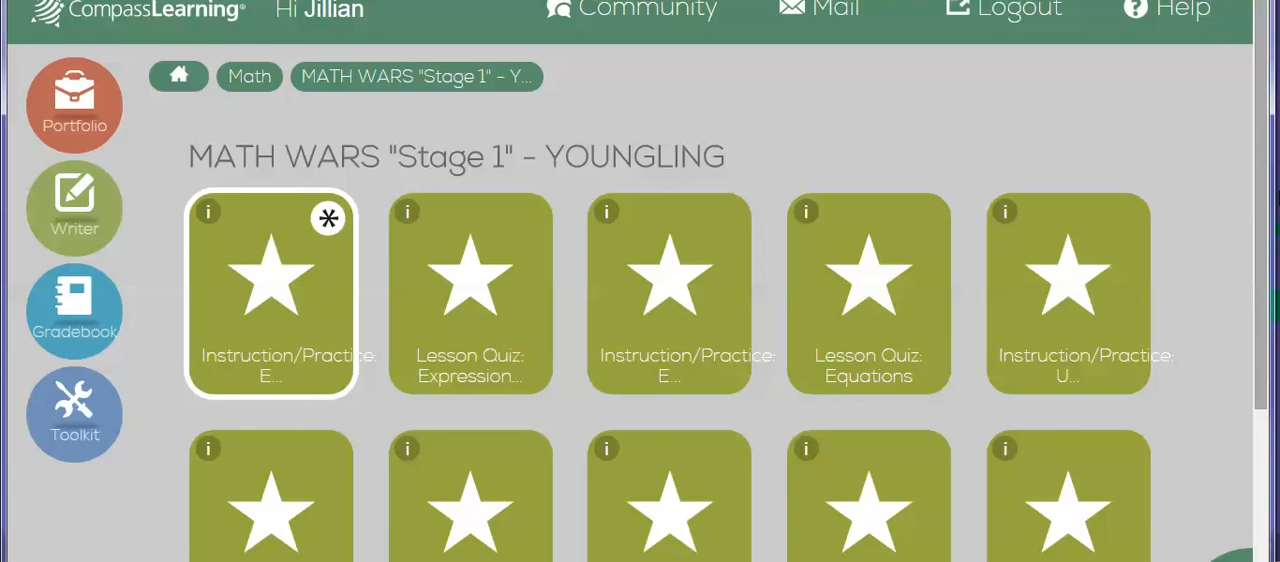 CompassLearning®
Hi Jillian
Community
Mail
Logout
? Help
Math
MATH WARS "Stage 1" - Y...
Portfolio
Writer
Gradebook
Toolkit
MATH WARS "Stage 1" - YOUNGLING
i
*
i
i
i
i
Instruction/Practice:
E...
Lesson Quiz:
Expression...
Instruction/Practice:
E...
Lesson Quiz:
Equations
Instruction/Practice:
U...
i
i
i
i
i